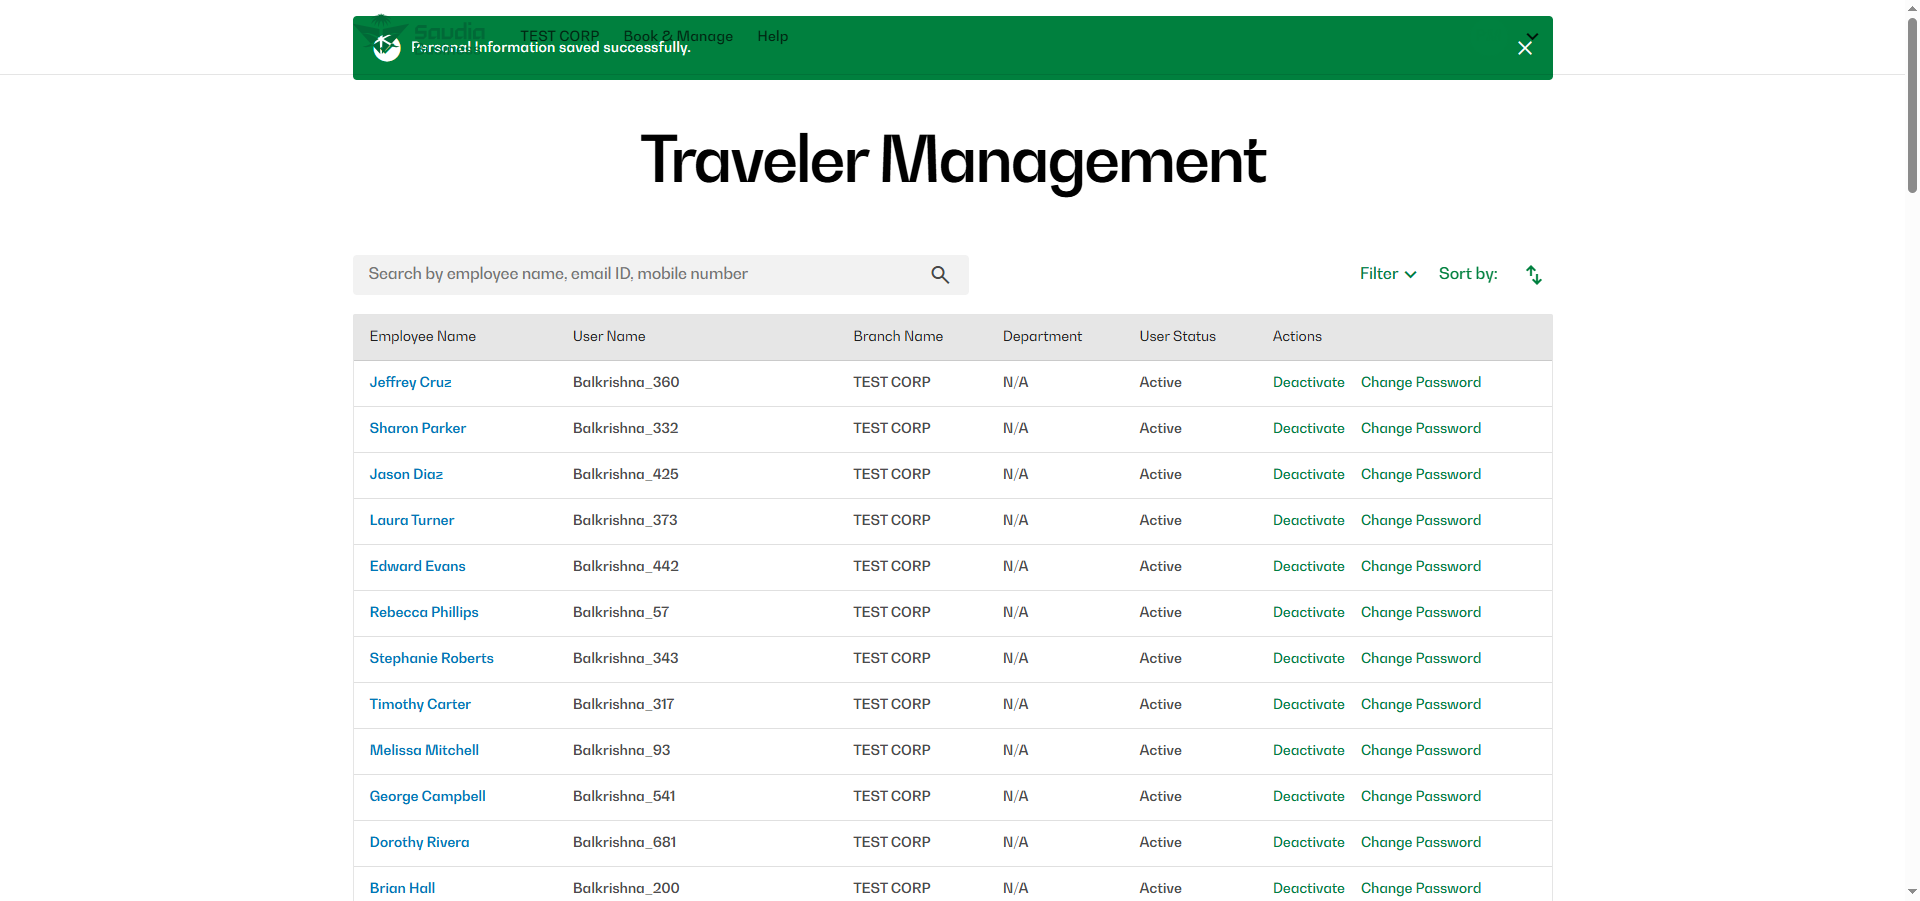 Saudia
TEST CORP Book & Manage Help
Personal Information saved successfully.
Traveler Management
Search by employee name, email ID, mobile number
Filter Sort by:
Employee Name User Name Branch Name Department User Status Actions
Jeffrey Cruz Balkrishna_360 TEST CORP N/A Active Deactivate Change Password
Sharon Parker Balkrishna_332 TEST CORP N/A Active Deactivate Change Password
Jason Diaz Balkrishna_425 TEST CORP N/A Active Deactivate Change Password
Laura Turner Balkrishna_373 TEST CORP N/A Active Deactivate Change Password
Edward Evans Balkrishna_442 TEST CORP N/A Active Deactivate Change Password
Rebecca Phillips Balkrishna_57 TEST CORP N/A Active Deactivate Change Password
Stephanie Roberts Balkrishna_343 TEST CORP N/A Active Deactivate Change Password
Timothy Carter Balkrishna_317 TEST CORP N/A Active Deactivate Change Password
Melissa Mitchell Balkrishna_93 TEST CORP N/A Active Deactivate Change Password
George Campbell Balkrishna_541 TEST CORP N/A Active Deactivate Change Password
Dorothy Rivera Balkrishna_681 TEST CORP N/A Active Deactivate Change Password
Brian Hall Balkrishna_200 TEST CORP N/A Active Deactivate Change Password